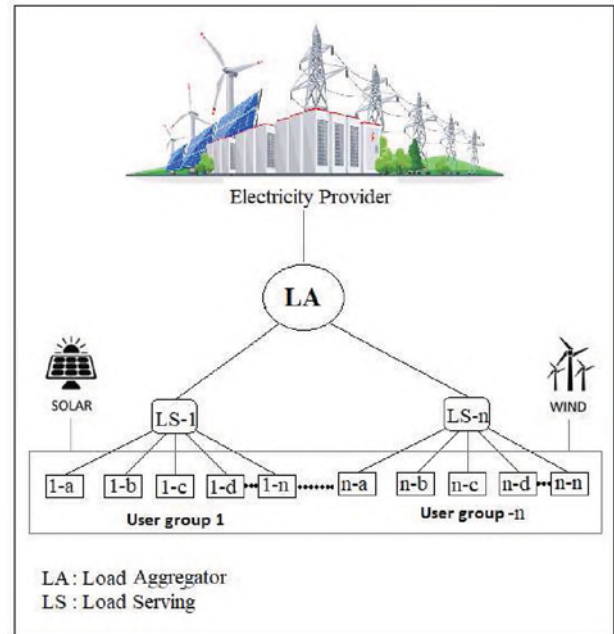 Electricity Provider
LA
SOLAR
WIND
LS-1
LS-n
1-a 1-b 1-c 1-d 1-n n-a n-b n-c n-d n-n
User group 1
User group -n
LA : Load Aggregator
LS : Load Serving